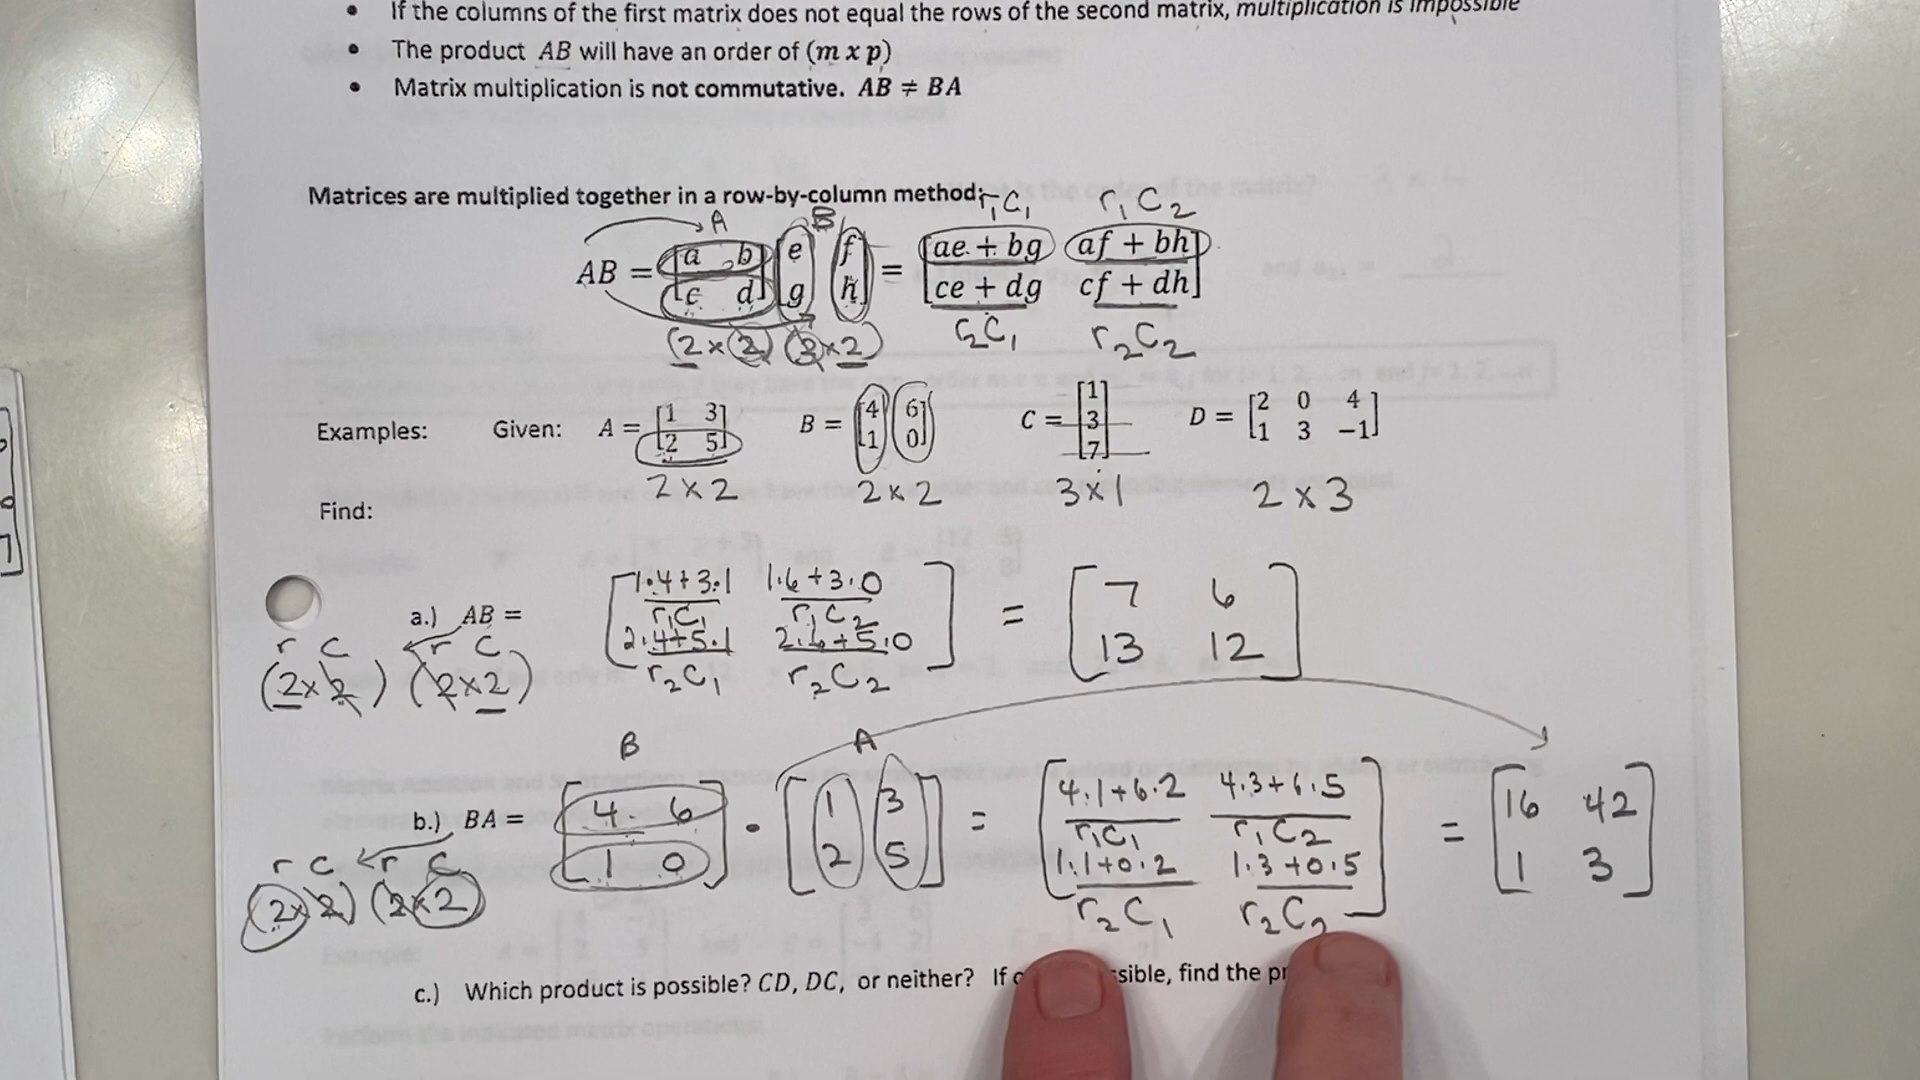 • If the columns of the first matrix does not equal the rows of the second matrix, multiplication is impossible
• The product AB will have an order of (m x p)
• Matrix multiplication is not commutative. AB ≠ BA
Matrices are multiplied together in a row-by-column method:
r₁C₁ r₁C₂
A B
AB = [a b] [e f] = [ae + bg af + bh]
[c d] [g h] [ce + dg cf + dh]
(2 x 2) (2 x 2) r₂C₁ r₂C₂
Examples: Given: A = [1 3] B = [4 6] C = [1] D = [2 0 4]
[2 5] [1 0] [3] [1 3 -1]
[7]
2 x 2 2 x 2 3 x 1 2 x 3
Find:
a.) AB = [1·4+3·1 1·6+3·0] = [7 6]
r₁C₁ r₁C₂
r c r c [2·4+5·1 2·6+5·0] [13 12]
(2x2) (2x2) r₂C₁ r₂C₂
B A
b.) BA = [4 6] · [1 3] = [4·1+6·2 4·3+6·5] = [16 42]
r₁C₁ r₁C₂
r c r c [1 0] [2 5] [1·1+0·2 1·3+0·5] [1 3]
(2x2) (2x2) r₂C₁ r₂C₂
c.) Which product is possible? CD, DC, or neither? If sible, find the pr